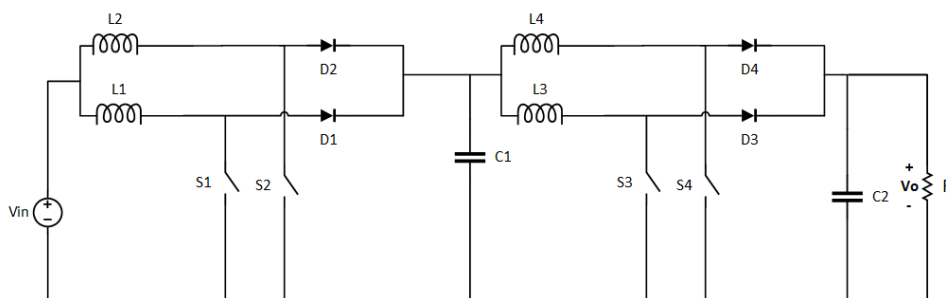 L2
L4
D2
D4
L1
L3
D1
D3
C1
S1
S2
S3
S4
Vin
+
-
+
Vo
-
C2